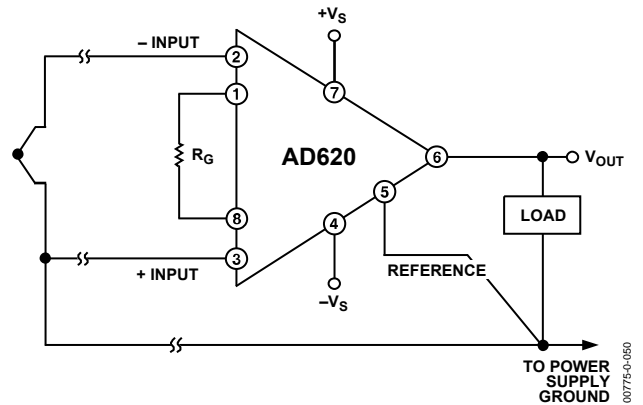 +VS
– INPUT
2
7
1
RG
AD620
6
VOUT
5
LOAD
8
4
3
REFERENCE
+ INPUT
–VS
TO POWER
SUPPLY
GROUND
00775-0-050